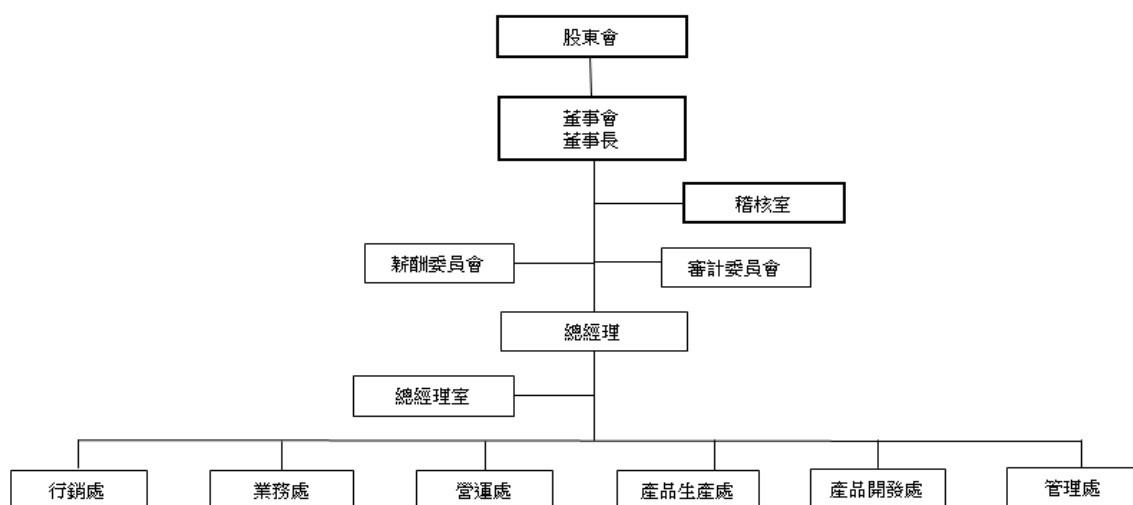 股東會
董事會
董事長
稽核室
薪酬委員會
審計委員會
總經理
總經理室
行銷處
業務處
營運處
產品生產處
產品開發處
管理處